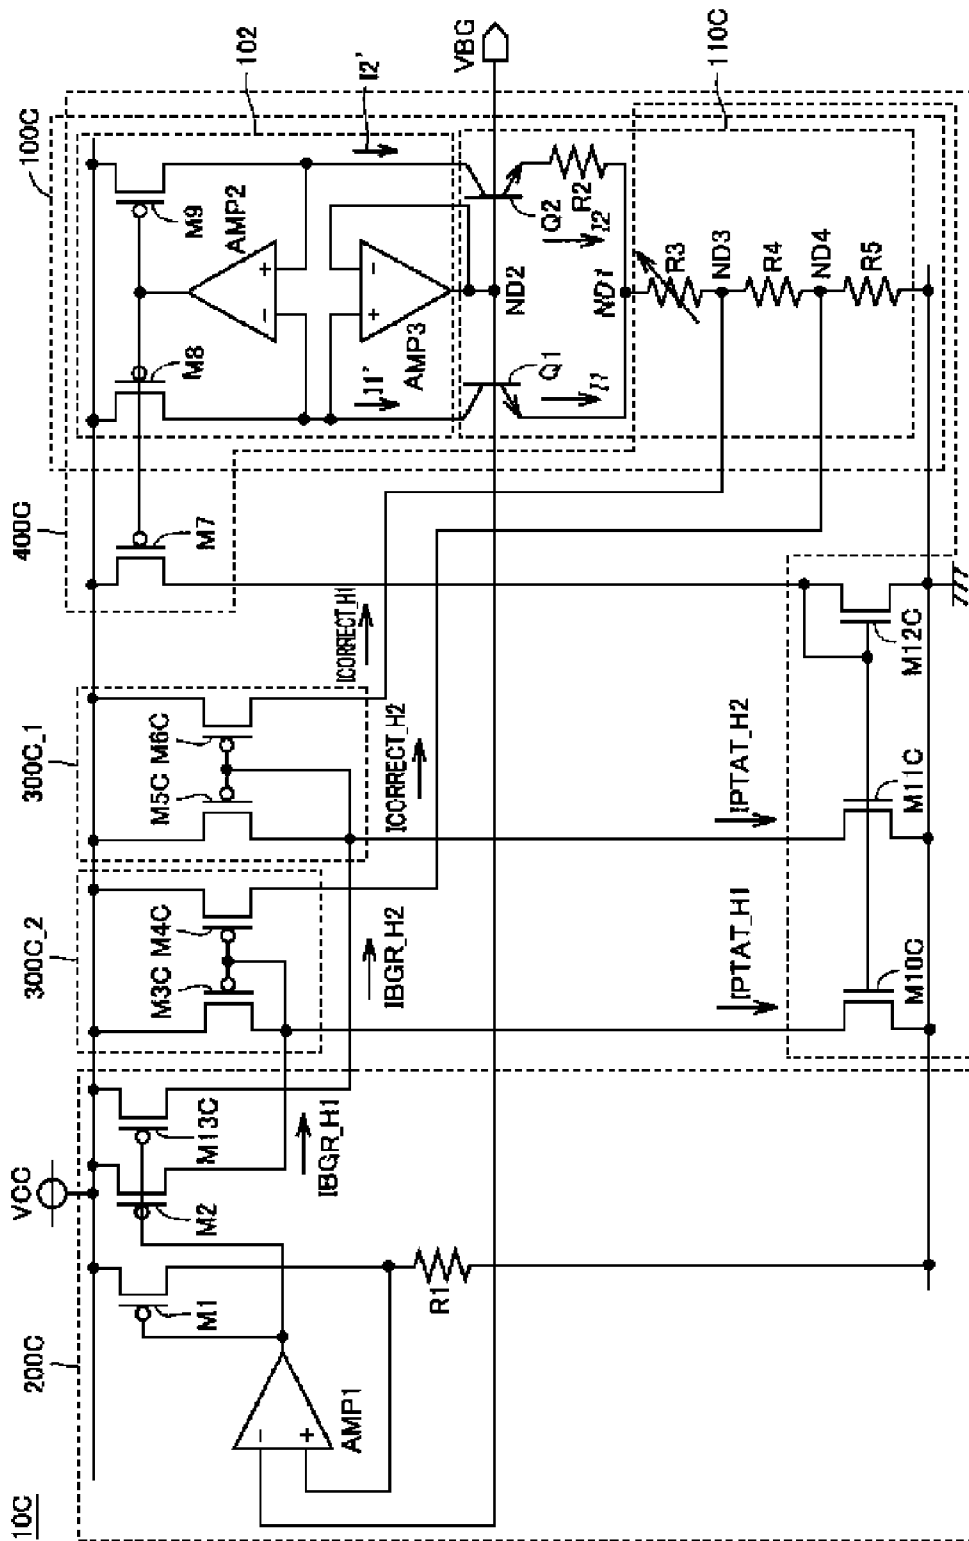 10C
200C
VCC
300C_2
300C_1
400C
100C
102
M1
M2
M13C
M3C M4C
M5C M6C
M7
M8
M9
AMP1
AMP2
AMP3
R1
IBGR_H1
IBGR_H2
ICORRECT_H2
ICORRECT_H1
I1'
I2'
ND2
VBG
Q1
Q2
I1
I2
R2
ND1
R3
ND3
R4
ND4
R5
110C
IPTAT_H1
IPTAT_H2
M10C
M11C
M12C